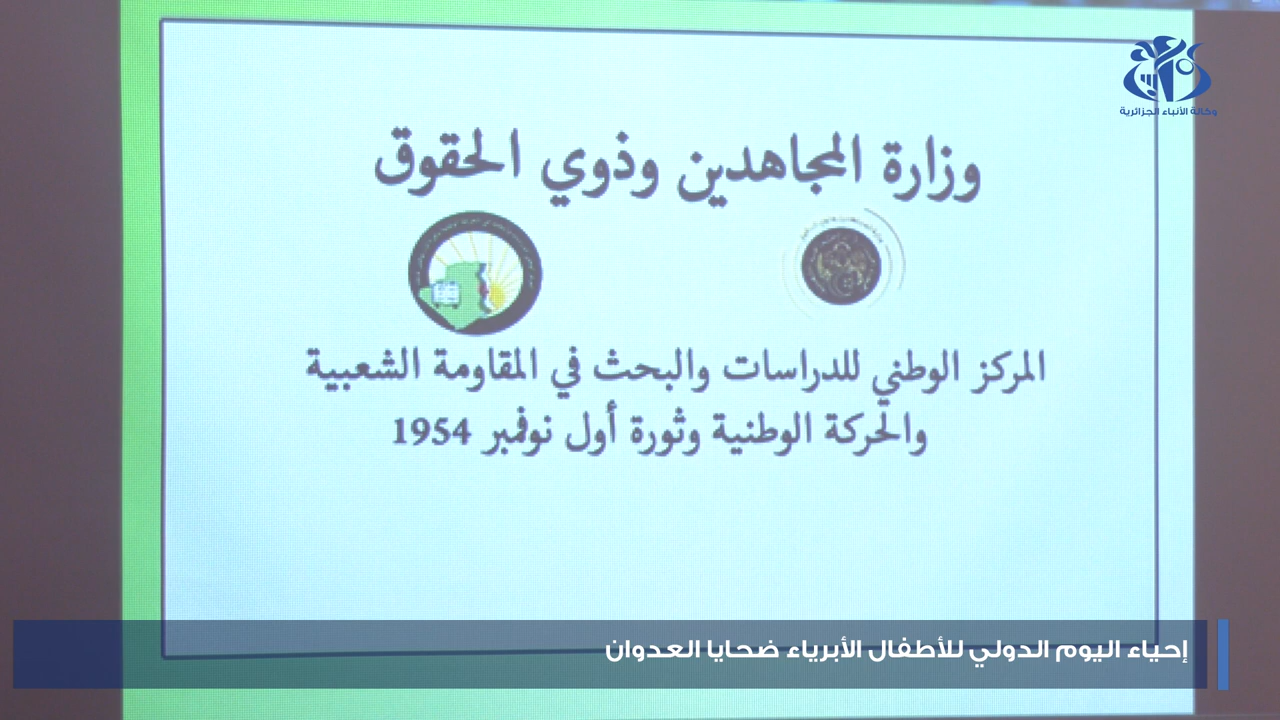 وكالة الأنباء الجزائرية
وزارة المجاهدين وذوي الحقوق
المركز الوطني للدراسات والبحث في المقاومة الشعبية
والحركة الوطنية وثورة أول نوفمبر 1954
إحياء اليوم الدولي للأطفال الأبرياء ضحايا العدوان